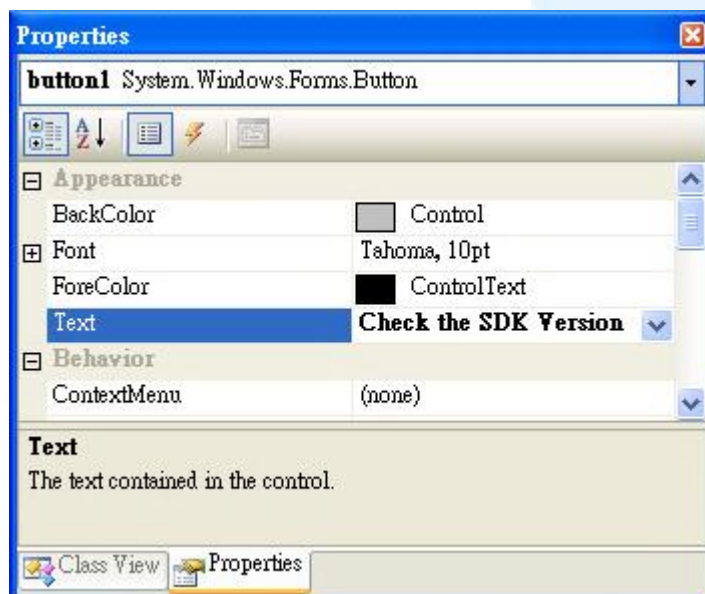 Properties
button1 System.Windows.Forms.Button
Appearance
BackColor Control
Font Tahoma, 10pt
ForeColor ControlText
Text Check the SDK Version
Behavior
ContextMenu (none)
Text
The text contained in the control.
Class View Properties